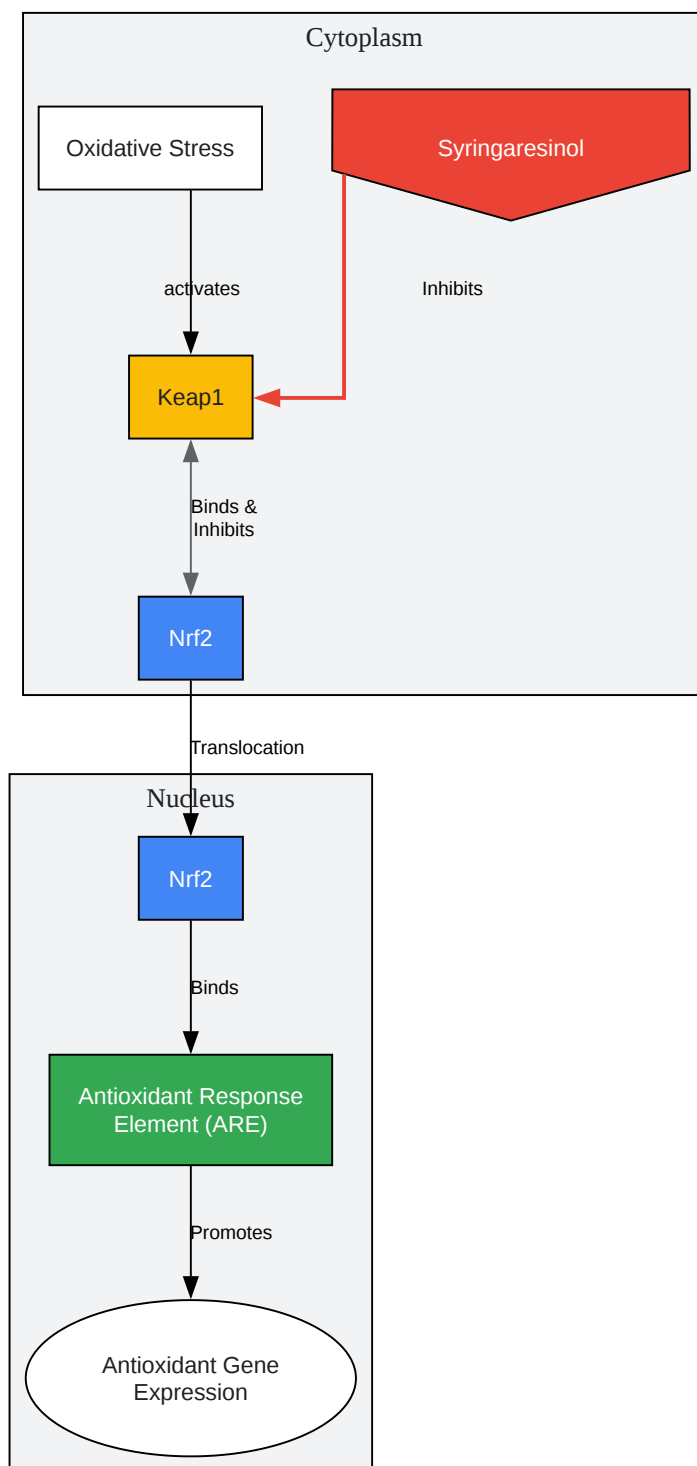 Cytoplasm
Oxidative Stress
Syringaresinol
activates
Inhibits
Keap1
Binds &
Inhibits
Nrf2
Translocation
Nucleus
Nrf2
Binds
Antioxidant Response
Element (ARE)
Promotes
Antioxidant Gene
Expression